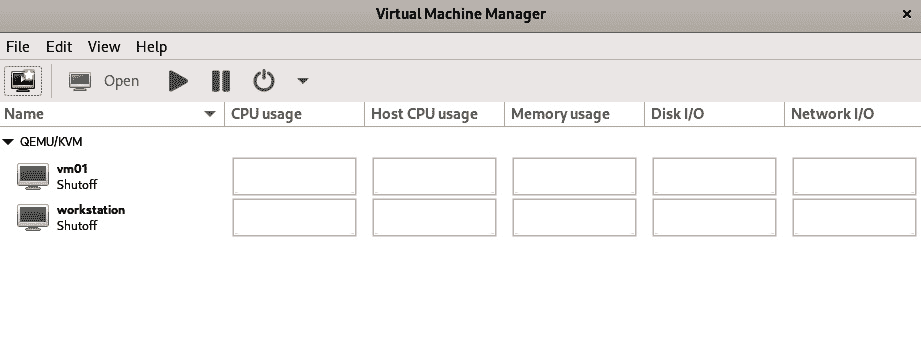 Virtual Machine Manager
File Edit View Help
Open
Name CPU usage Host CPU usage Memory usage Disk I/O Network I/O
QEMU/KVM
vm01
Shutoff
workstation
Shutoff